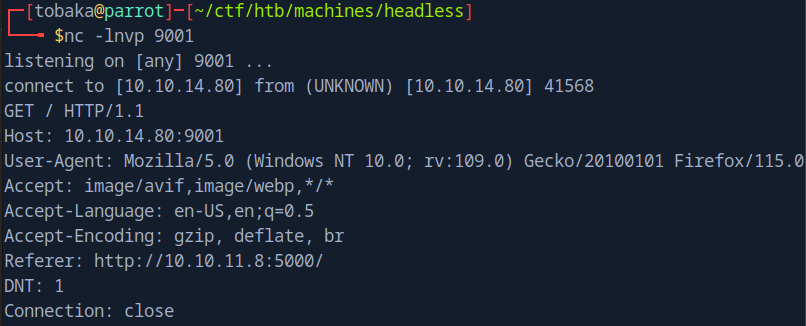 ┌─[tobaka@parrot]─[~/ctf/htb/machines/headless]
└──╼ $nc -lnvp 9001
listening on [any] 9001 ...
connect to [10.10.14.80] from (UNKNOWN) [10.10.14.80] 41568
GET / HTTP/1.1
Host: 10.10.14.80:9001
User-Agent: Mozilla/5.0 (Windows NT 10.0; rv:109.0) Gecko/20100101 Firefox/115.0
Accept: image/avif,image/webp,*/*
Accept-Language: en-US,en;q=0.5
Accept-Encoding: gzip, deflate, br
Referer: http://10.10.11.8:5000/
DNT: 1
Connection: close